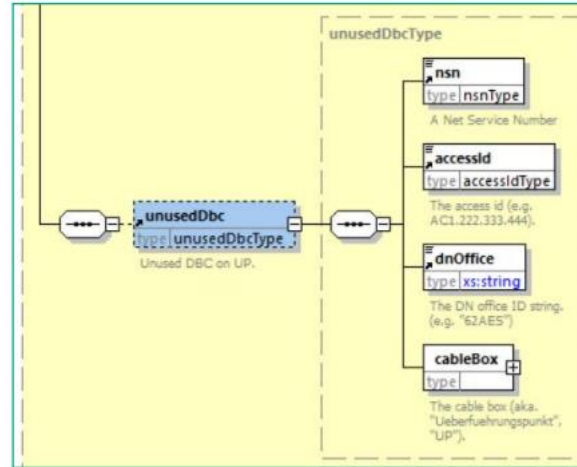 unusedDbcType
nsn
type nsnType
A Net Service Number
accessId
type accessIdType
The access id (e.g.
AC1.222.333.444).
unusedDbc
type unusedDbcType
Unused DBC on UP.
dnOffice
type xs:string
The DN office ID string.
(e.g. "62AES")
cableBox
type
The cable box (aka.
"Ueberfuehrungspunkt",
"UP").